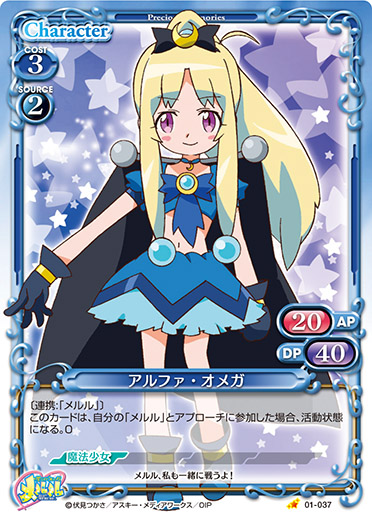 Precious Memories
Character
COST
3
SOURCE
2
20 AP
DP 40
アルファ・オメガ
〔連携:「メルル」〕
このカードは、自分の「メルル」とアプローチに参加した場合、活動状態
になる。0
魔法少女
メルル、私も一緒に戦うよ!
メルル
©伏見つかさ/アスキー・メディアワークス/OIP
01-037